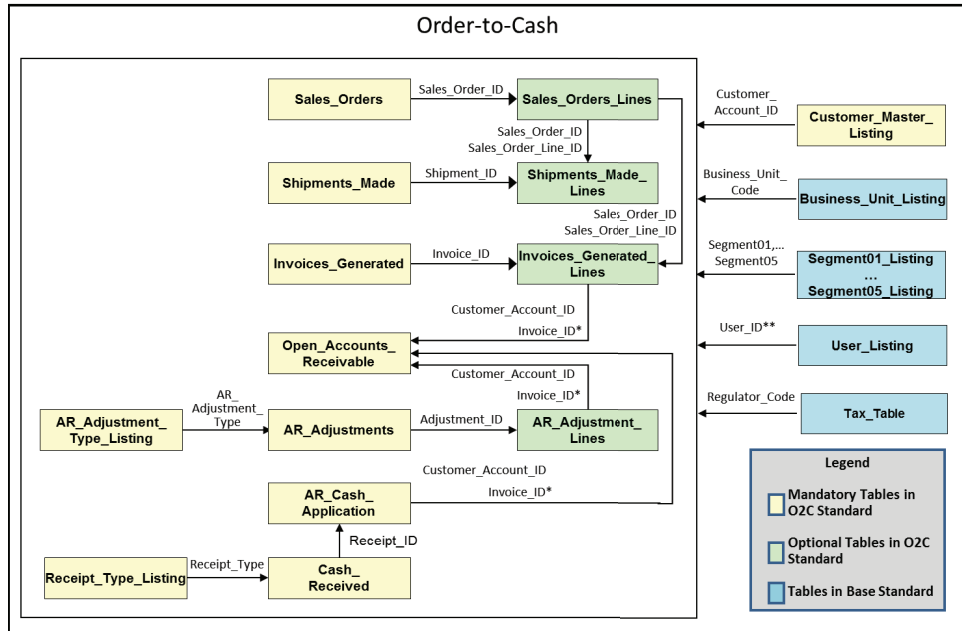 Order-to-Cash
Sales_Orders
Sales_Order_ID
Sales_Orders_Lines
Customer_
Account_ID
Customer_Master_
Listing
Sales_Order_ID
Sales_Order_Line_ID
Shipments_Made
Shipment_ID
Shipments_Made_
Lines
Business_Unit_
Code
Business_Unit_Listing
Sales_Order_ID
Sales_Order_Line_ID
Invoices_Generated
Invoice_ID
Invoices_Generated_
Lines
Segment01,...
Segment05
Segment01_Listing
...
Segment05_Listing
Customer_Account_ID
Invoice_ID*
Open_Accounts_
Receivable
User_ID**
User_Listing
Customer_Account_ID
Invoice_ID*
AR_Adjustment_
Type_Listing
AR_
Adjustment_
Type
AR_Adjustments
Adjustment_ID
AR_Adjustment_
Lines
Regulator_Code
Tax_Table
Customer_Account_ID
Invoice_ID*
AR_Cash_
Application
Receipt_ID
Receipt_Type_Listing
Receipt_Type
Cash_
Received
Legend
Mandatory Tables in
O2C Standard
Optional Tables in O2C
Standard
Tables in Base Standard